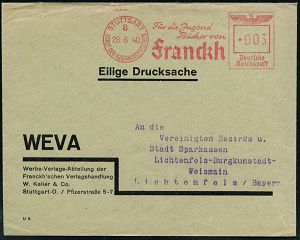 STUTTGART
8
28.6.40
Für die Jugend
Bücher von
Franckh
003
Deutsche
Reichspost
Eilige Drucksache
WEVA
Werbe-Verlags-Abteilung der
Franckh'schen Verlagshandlung
W. Keller & Co.
Stuttgart-O. / Pfizerstraße 5-7
An die
Vereinigten Bezirks u.
Stadt Sparkassen
Lichtenfels-Burgkunstadt-
Weismain
Lichtenfels / Bayern